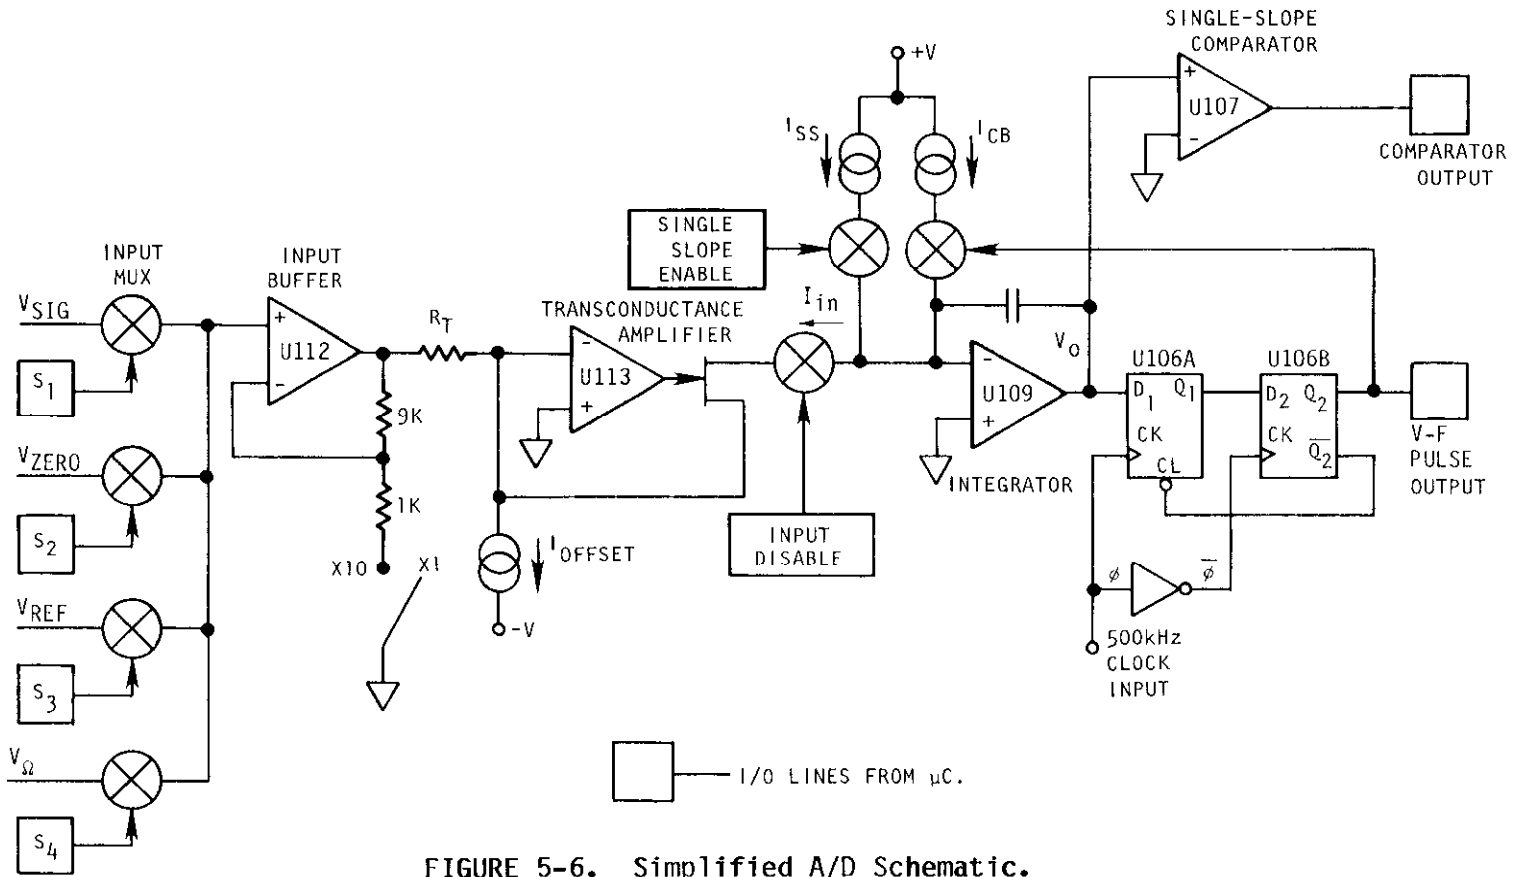 SINGLE-SLOPE
COMPARATOR
+V
+
U107
-
COMPARATOR
OUTPUT
ISS
ICB
SINGLE
SLOPE
ENABLE
INPUT
MUX
INPUT
BUFFER
VSIG
S1
+
U112
-
RT
TRANSCONDUCTANCE
AMPLIFIER
-
U113
+
Iin
VO
-
U109
+
INTEGRATOR
U106A
D1 Q1
CK
CL
U106B
D2 Q2
CK Q̅2
V-F
PULSE
OUTPUT
9K
1K
VZERO
S2
X10
X1
IOFFSET
-V
INPUT
DISABLE
ø
ø̅
500kHz
CLOCK
INPUT
VREF
S3
VΩ
S4
I/O LINES FROM µC.
FIGURE 5-6. Simplified A/D Schematic.